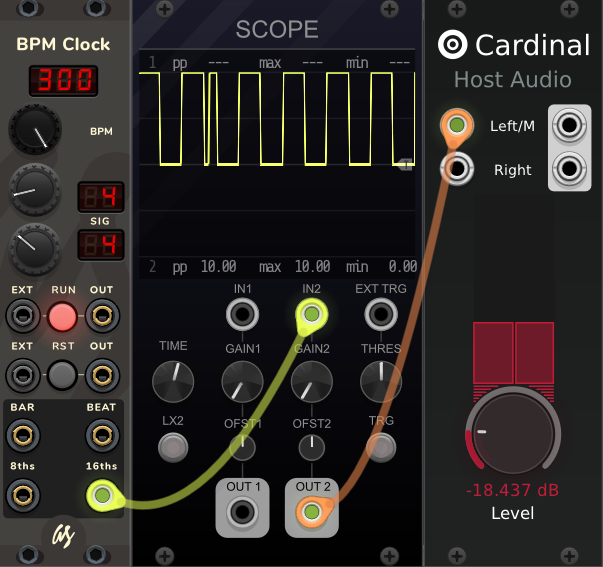 BPM Clock
300
BPM
4
SIG
4
EXT RUN OUT
EXT RST OUT
BAR BEAT
8ths 16ths
as
SCOPE
1 pp --- max --- min ---
1
2 pp 10.00 max 10.00 min 0.00
IN1 IN2 EXT TRG
TIME GAIN1 GAIN2 THRES
LX2 OFST1 OFST2 TRG
OUT 1 OUT 2
Cardinal
Host Audio
Left/M
Right
-18.437 dB
Level